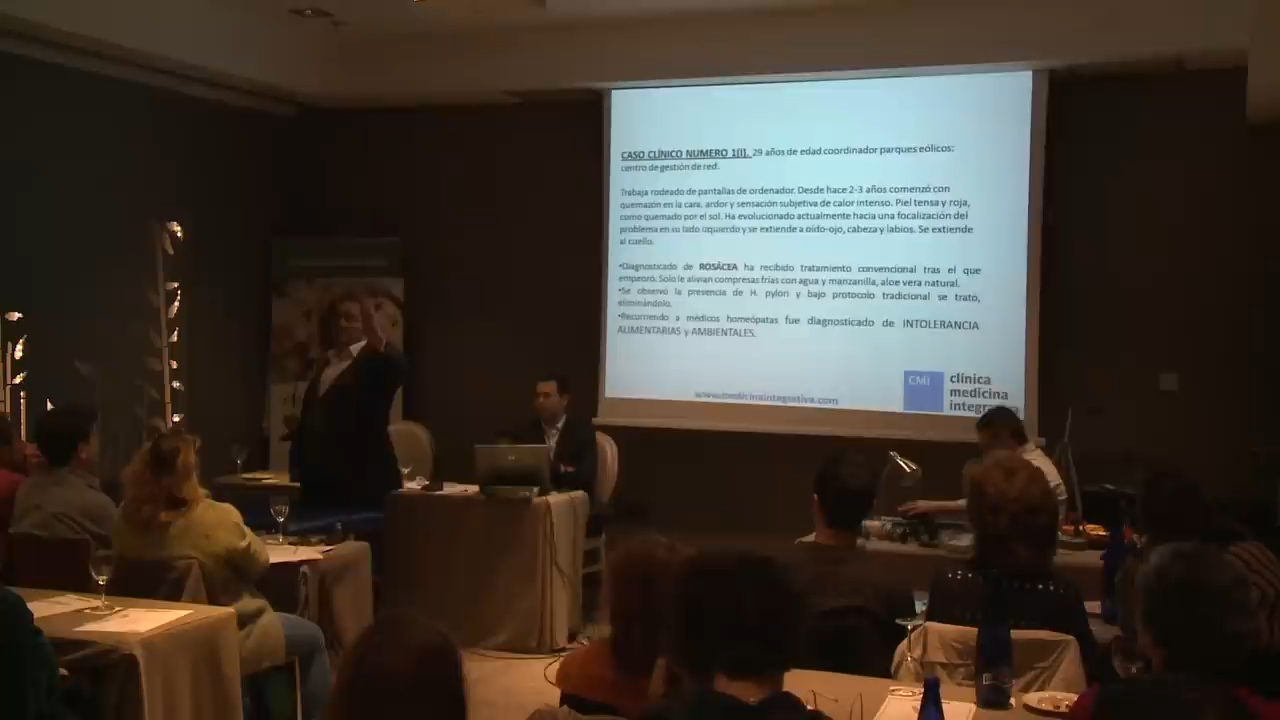 CASO CLÍNICO NUMERO 1(I). 29 años de edad coordinador parques eólicos:
centro de gestión de red.
Trabaja rodeado de pantallas de ordenador. Desde hace 2-3 años comenzó con
quemazón en la cara, ardor y sensación subjetiva de calor intenso. Piel tensa y roja,
como quemado por el sol. Ha evolucionado actualmente hacia una focalización del
problema en su lado izquierdo y se extiende a oído-ojo, cabeza y labios. Se extiende
al cuello.
•Diagnosticado de ROSÁCEA ha recibido tratamiento convencional tras el que
empeoró. Solo le alivian compresas frías con agua y manzanilla, aloe vera natural.
•Se observó la presencia de H. pylori y bajo protocolo tradicional se trató,
eliminándolo.
•Recurriendo a médicos homeópatas fue diagnosticado de INTOLERANCIA
ALIMENTARIAS y AMBIENTALES.
www.medicinaintegrativa.com
CMI
clínica
medicina
integra